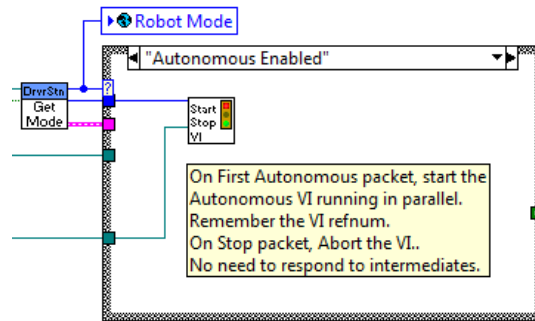 Robot Mode
"Autonomous Enabled"
DrvrStn
Get
Mode
?
Start
Stop
VI
On First Autonomous packet, start the
Autonomous VI running in parallel.
Remember the VI refnum.
On Stop packet, Abort the VI..
No need to respond to intermediates.